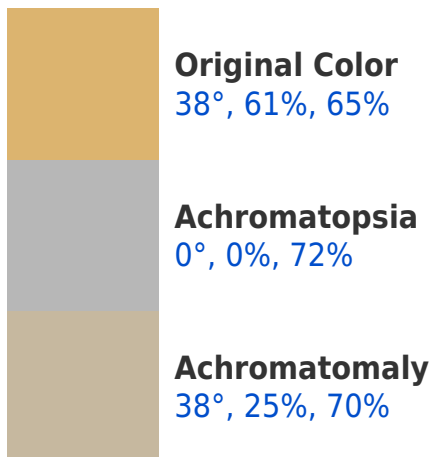 Original Color
38°, 61%, 65%
Achromatopsia
0°, 0%, 72%
Achromatomaly
38°, 25%, 70%